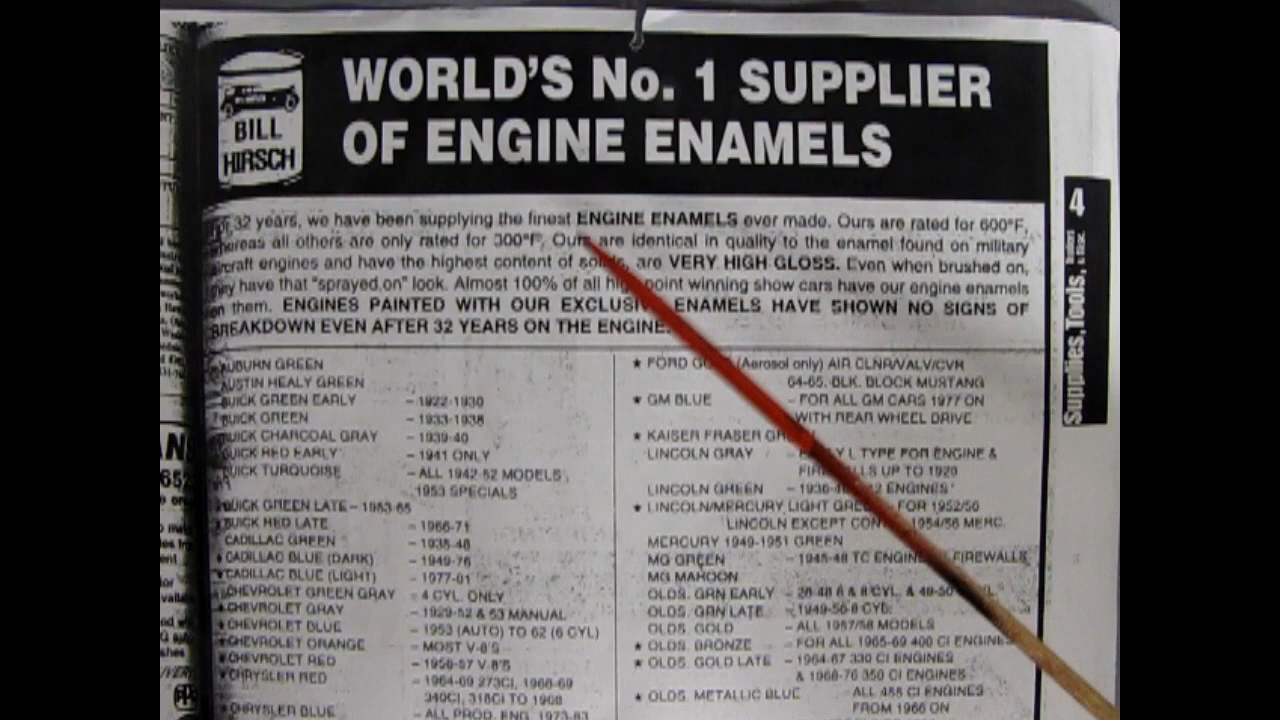 WORLD'S No. 1 SUPPLIER
OF ENGINE ENAMELS
BILL
HIRSCH
32 years, we have been supplying the finest ENGINE ENAMELS ever made. Ours are rated for 600°F,
whereas all others are only rated for 300°F. Ours are identical in quality to the enamel found on military
aircraft engines and have the highest content of solids, are VERY HIGH GLOSS. Even when brushed on,
they have that "sprayed on" look. Almost 100% of all high point winning show cars have our engine enamels
on them. ENGINES PAINTED WITH OUR EXCLUSIVE ENAMELS HAVE SHOWN NO SIGNS OF
BREAKDOWN EVEN AFTER 32 YEARS ON THE ENGINE.
AUBURN GREEN
AUSTIN HEALY GREEN
BUICK GREEN EARLY - 1922-1930
BUICK GREEN - 1933-1938
BUICK CHARCOAL GRAY - 1939-40
BUICK RED EARLY - 1941 ONLY
BUICK TURQUOISE - ALL 1942-52 MODELS,
1953 SPECIALS
BUICK GREEN LATE - 1953-65
BUICK RED LATE - 1966-71
CADILLAC GREEN - 1935-48
★ CADILLAC BLUE (DARK) - 1949-76
★ CADILLAC BLUE (LIGHT) - 1977-81
★ CHEVROLET GREEN GRAY - 4 CYL. ONLY
★ CHEVROLET GRAY - 1929-52 & 53 MANUAL
★ CHEVROLET BLUE - 1953 (AUTO) TO 62 (6 CYL)
★ CHEVROLET ORANGE - MOST V-8'S
★ CHEVROLET RED - 1956-57 V-8'S
★ CHRYSLER RED - 1964-69 273CI, 1968-69
340CI, 318CI TO 1968
★ CHRYSLER BLUE - ALL PROD. ENG. 1973-83
★ FORD (Aerosol only) AIR CLNR/VALV/CVR
64-65. BLK. BLOCK MUSTANG
★ GM BLUE - FOR ALL GM CARS 1977 ON
WITH REAR WHEEL DRIVE
★ KAISER FRASER
LINCOLN GRAY L TYPE FOR ENGINE &
UP TO 1929
LINCOLN GREEN - ENGINES
★ LINCOLN/MERCURY LIGHT - FOR 1952/56
LINCOLN EXCEPT 1954/56 MERC.
MERCURY 1949-1951 GREEN
MG GREEN - 1945-48 TC FIREWALLS
MG MAROON
OLDS. GRN EARLY
OLDS. GRN LATE - 1949-56 8 CYL.
OLDS. GOLD - ALL 1957/58 MODELS
★ OLDS. BRONZE - FOR ALL 1965-69 400 CI ENGINES
★ OLDS. GOLD LATE - 1964-67 330 CI ENGINES
& 1968-76 350 CI ENGINES
★ OLDS. METALLIC BLUE ALL 455 CI ENGINES
FROM 1966 ON
4
Supplies, Tools,